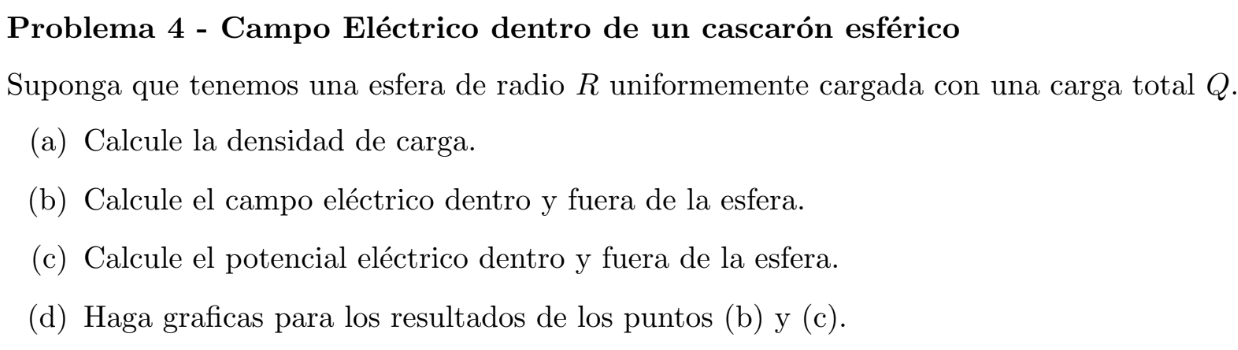 Problema 4 - Campo Eléctrico dentro de un cascarón esférico
Suponga que tenemos una esfera de radio R uniformemente cargada con una carga total Q.
(a) Calcule la densidad de carga.
(b) Calcule el campo eléctrico dentro y fuera de la esfera.
(c) Calcule el potencial eléctrico dentro y fuera de la esfera.
(d) Haga graficas para los resultados de los puntos (b) y (c).